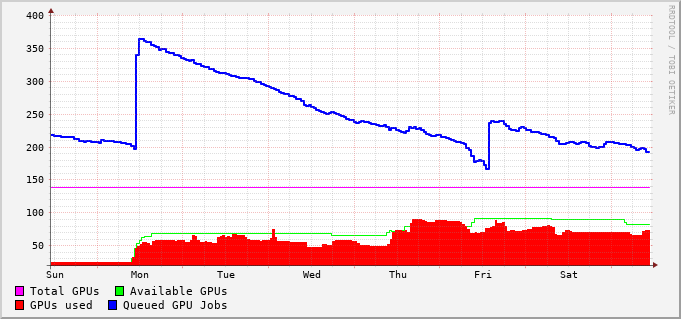 RRDTOOL / TOBI OETIKER
400
350
300
250
200
150
100
50
Sun Mon Tue Wed Thu Fri Sat
Total GPUs Available GPUs
GPUs used Queued GPU Jobs